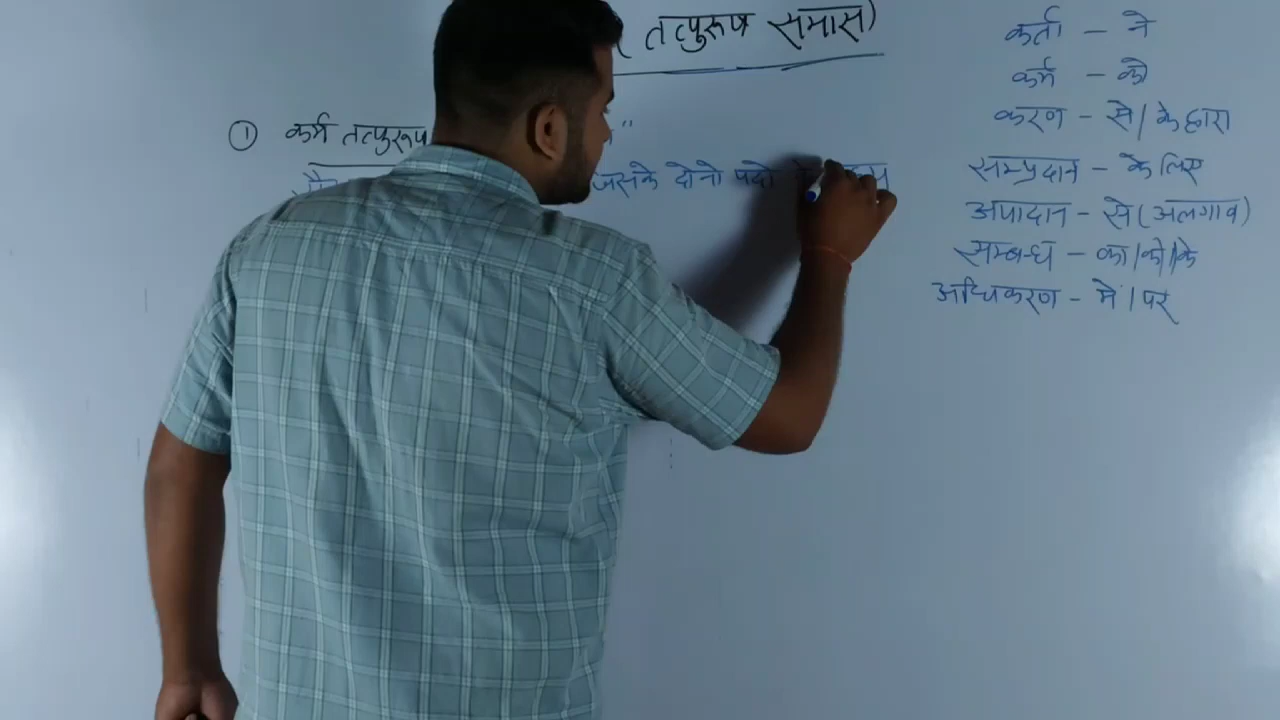 तत्पुरूष समास)
① कर्म तत्पुरूष "
जिसके दोनो पदो
कर्ता - ने
कर्म - को
करण - से/के द्वारा
सम्प्रदान - के लिए
अपादान - से (अलगाव)
सम्बन्ध - का/की/के
अधिकरण - मे/पर